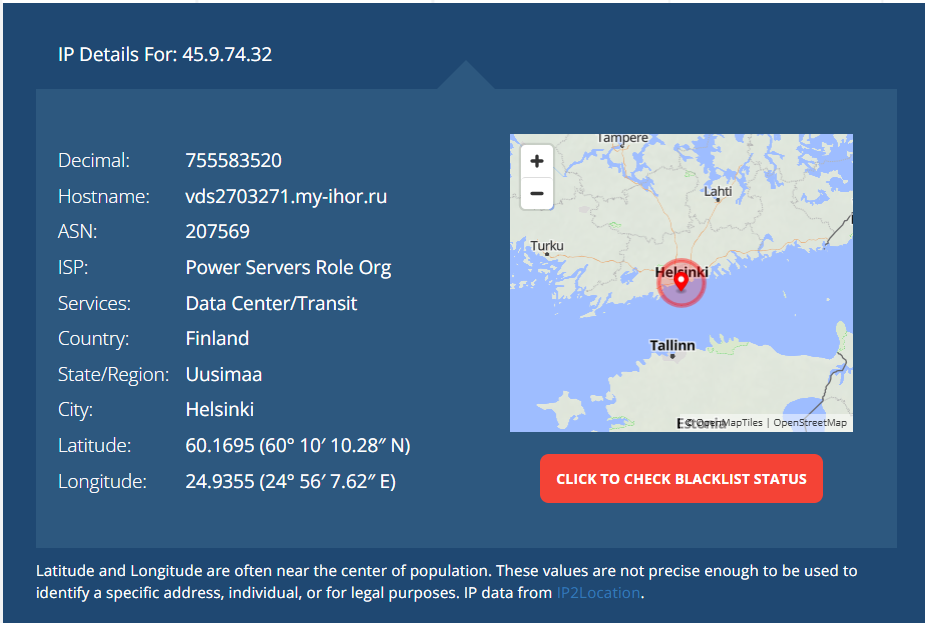 IP Details For: 45.9.74.32
Decimal: 755583520
Hostname: vds2703271.my-ihor.ru
ASN: 207569
ISP: Power Servers Role Org
Services: Data Center/Transit
Country: Finland
State/Region: Uusimaa
City: Helsinki
Latitude: 60.1695 (60° 10′ 10.28″ N)
Longitude: 24.9355 (24° 56′ 7.62″ E)
Tampere
+
−
Lahti
Turku
Helsinki
Tallinn
Estonia
© OpenMapTiles | OpenStreetMap
CLICK TO CHECK BLACKLIST STATUS
Latitude and Longitude are often near the center of population. These values are not precise enough to be used to
identify a specific address, individual, or for legal purposes. IP data from IP2Location.